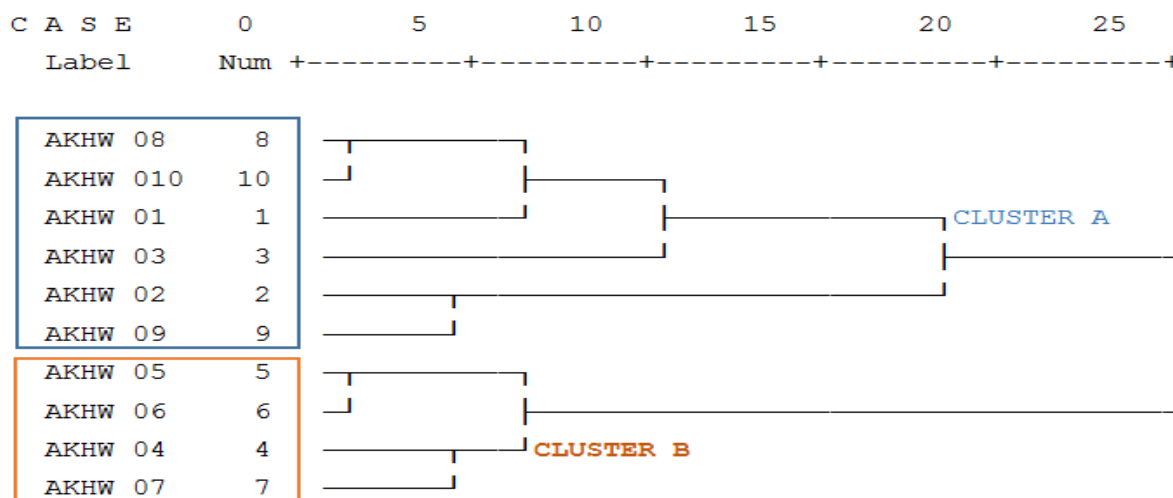 C A S E 0 5 10 15 20 25
Label Num +---------+---------+---------+---------+---------+
AKHW 08 8
AKHW 010 10
AKHW 01 1 CLUSTER A
AKHW 03 3
AKHW 02 2
AKHW 09 9
AKHW 05 5
AKHW 06 6
AKHW 04 4 CLUSTER B
AKHW 07 7